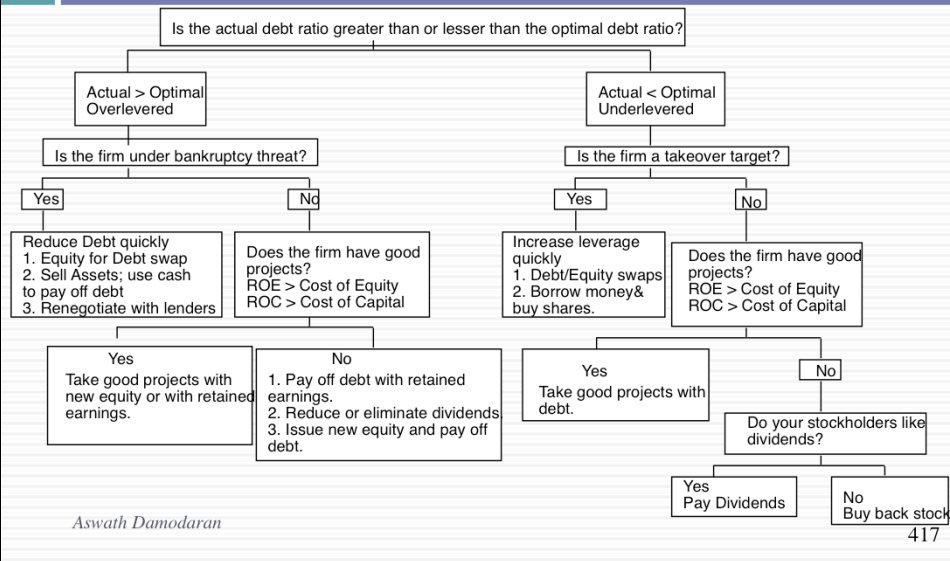 Is the actual debt ratio greater than or lesser than the optimal debt ratio?
Actual > Optimal
Overlevered
Actual < Optimal
Underlevered
Is the firm under bankruptcy threat?
Is the firm a takeover target?
Yes
No
Yes
No
Reduce Debt quickly
1. Equity for Debt swap
2. Sell Assets; use cash
to pay off debt
3. Renegotiate with lenders
Does the firm have good
projects?
ROE > Cost of Equity
ROC > Cost of Capital
Increase leverage
quickly
1. Debt/Equity swaps
2. Borrow money&
buy shares.
Does the firm have good
projects?
ROE > Cost of Equity
ROC > Cost of Capital
Yes
Take good projects with
new equity or with retained
earnings.
No
1. Pay off debt with retained
earnings.
2. Reduce or eliminate dividends.
3. Issue new equity and pay off
debt.
Yes
Take good projects with
debt.
No
Do your stockholders like
dividends?
Yes
Pay Dividends
No
Buy back stock
Aswath Damodaran
417